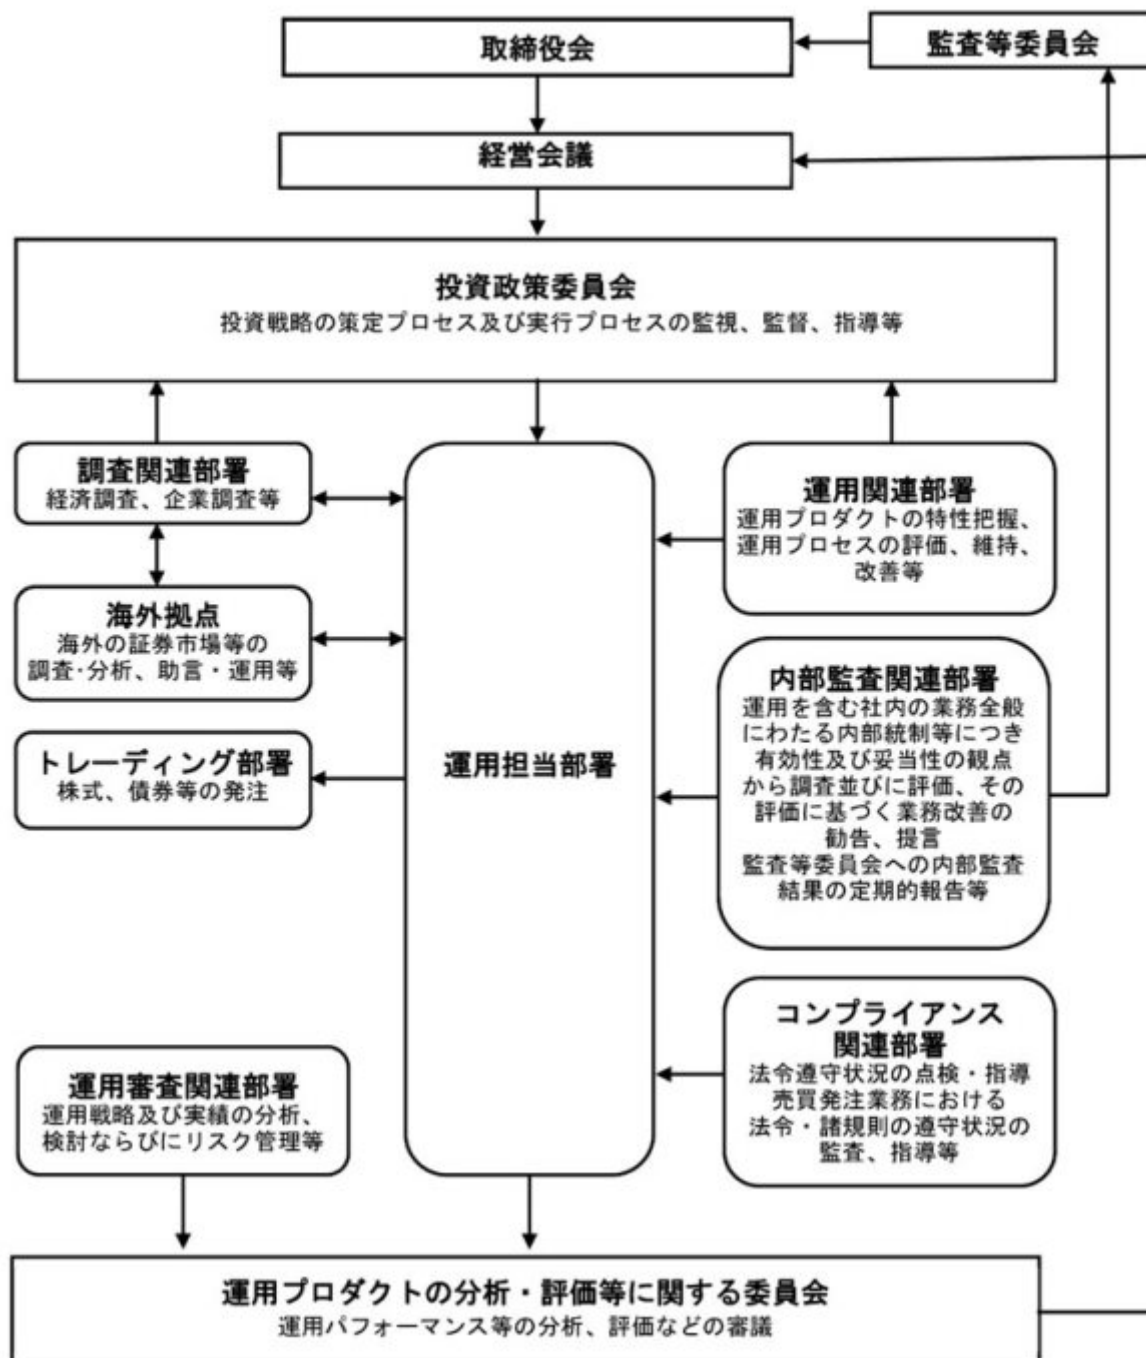 取締役会
監査等委員会
経営会議
投資政策委員会
投資戦略の策定プロセス及び実行プロセスの監視、監督、指導等
調査関連部署
経済調査、企業調査等
海外拠点
海外の証券市場等の
調査・分析、助言・運用等
トレーディング部署
株式、債券等の発注
運用担当部署
運用関連部署
運用プロダクトの特性把握、
運用プロセスの評価、維持、
改善等
内部監査関連部署
運用を含む社内の業務全般
にわたる内部統制等につき
有効性及び妥当性の観点
から調査並びに評価、その
評価に基づく業務改善の
勧告、提言
監査等委員会への内部監査
結果の定期的報告等
コンプライアンス
関連部署
法令遵守状況の点検・指導
売買発注業務における
法令・諸規則の遵守状況の
監査、指導等
運用審査関連部署
運用戦略及び実績の分析、
検討ならびにリスク管理等
運用プロダクトの分析・評価等に関する委員会
運用パフォーマンス等の分析、評価などの審議